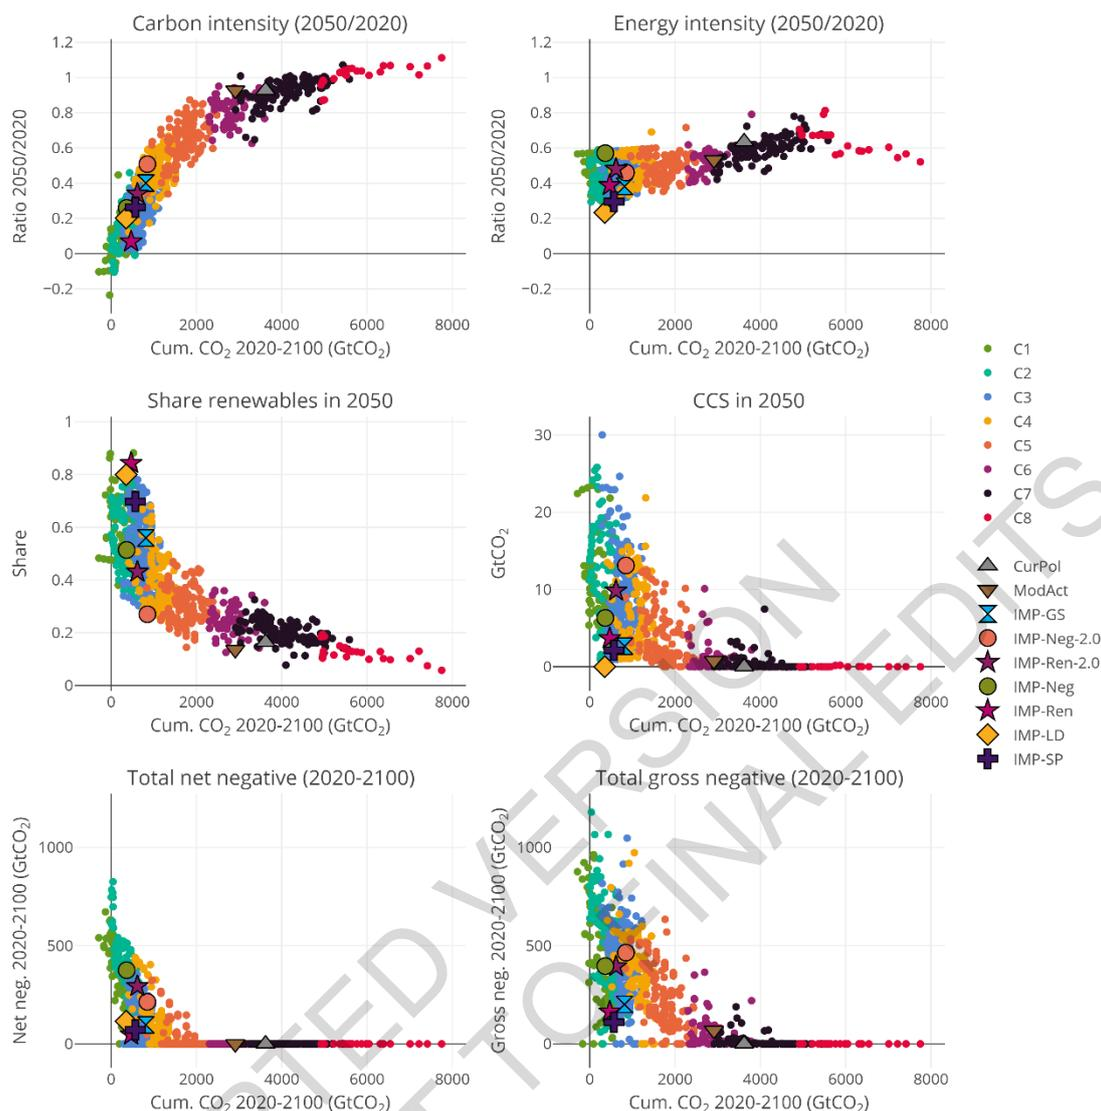 Carbon intensity (2050/2020)
Energy intensity (2050/2020)
Ratio 2050/2020
1.2
1
0.8
0.6
0.4
0.2
0
−0.2
0 2000 4000 6000 8000
Cum. CO2 2020-2100 (GtCO2)
Ratio 2050/2020
1.2
1
0.8
0.6
0.4
0.2
0
−0.2
0 2000 4000 6000 8000
Cum. CO2 2020-2100 (GtCO2)
Share renewables in 2050
CCS in 2050
Share
1
0.8
0.6
0.4
0.2
0
0 2000 4000 6000 8000
Cum. CO2 2020-2100 (GtCO2)
GtCO2
30
20
10
0
0 2000 4000 6000 8000
Cum. CO2 2020-2100 (GtCO2)
C1
C2
C3
C4
C5
C6
C7
C8
CurPol
ModAct
IMP-GS
IMP-Neg-2.0
IMP-Ren-2.0
IMP-Neg
IMP-Ren
IMP-LD
IMP-SP
Total net negative (2020-2100)
Total gross negative (2020-2100)
Net neg. 2020-2100 (GtCO2)
1000
500
0
0 2000 4000 6000 8000
Cum. CO2 2020-2100 (GtCO2)
Gross neg. 2020-2100 (GtCO2)
1000
500
0
0 2000 4000 6000 8000
Cum. CO2 2020-2100 (GtCO2)
PTED VERSION
T TO FINAL EDITS